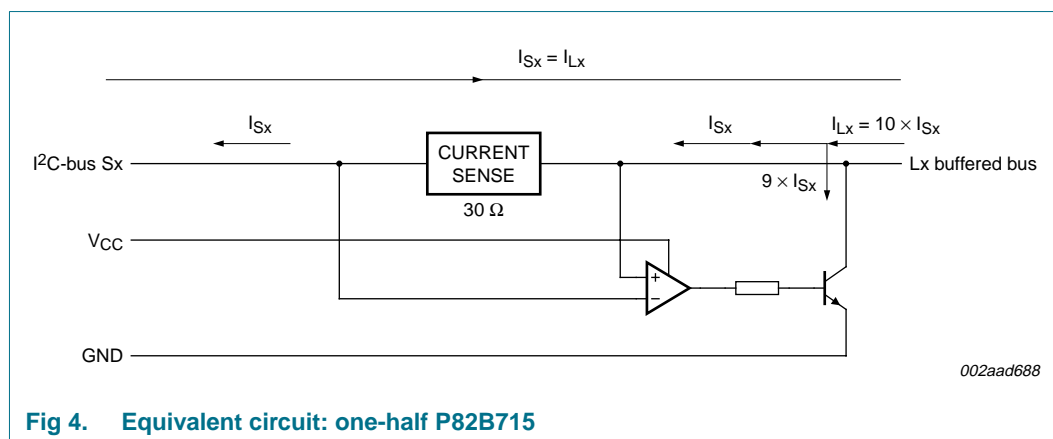 I_Sx = I_Lx
I_Sx
I_Sx
I_Lx = 10 × I_Sx
I²C-bus Sx
CURRENT
SENSE
Lx buffered bus
9 × I_Sx
30 Ω
V_CC
+
−
GND
002aad688
Fig 4. Equivalent circuit: one-half P82B715